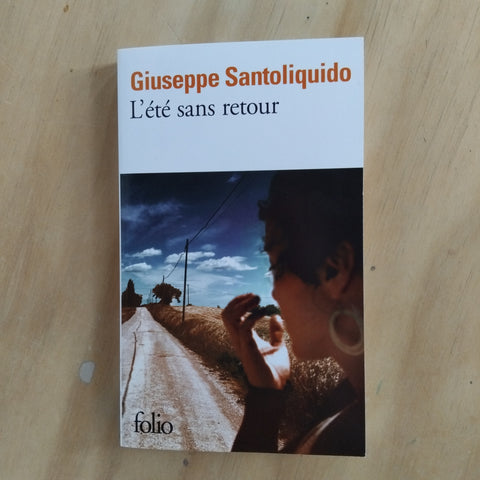 Giuseppe Santoliquido
L'été sans retour
folio